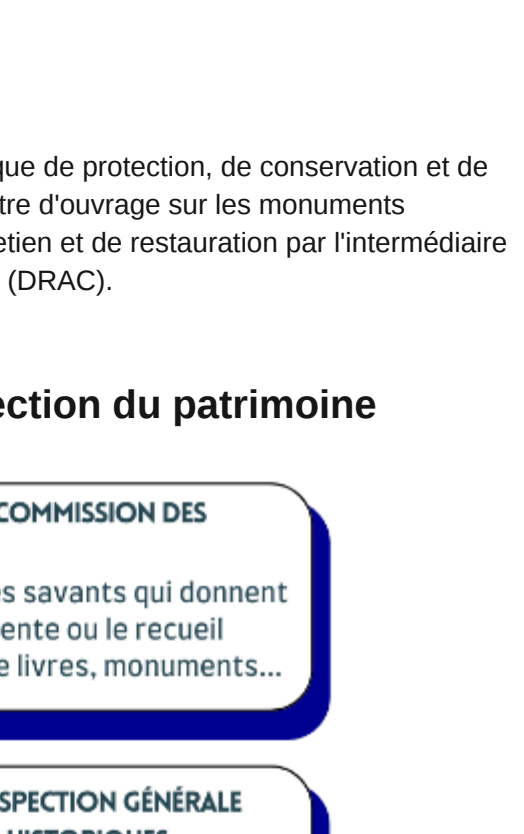 que de protection, de conservation et de
tre d'ouvrage sur les monuments
etien et de restauration par l'intermédiaire
(DRAC).
ection du patrimoine
COMMISSION DES
es savants qui donnent
ente ou le recueil
e livres, monuments...
SPECTION GÉNÉRALE
HISTORIQUES